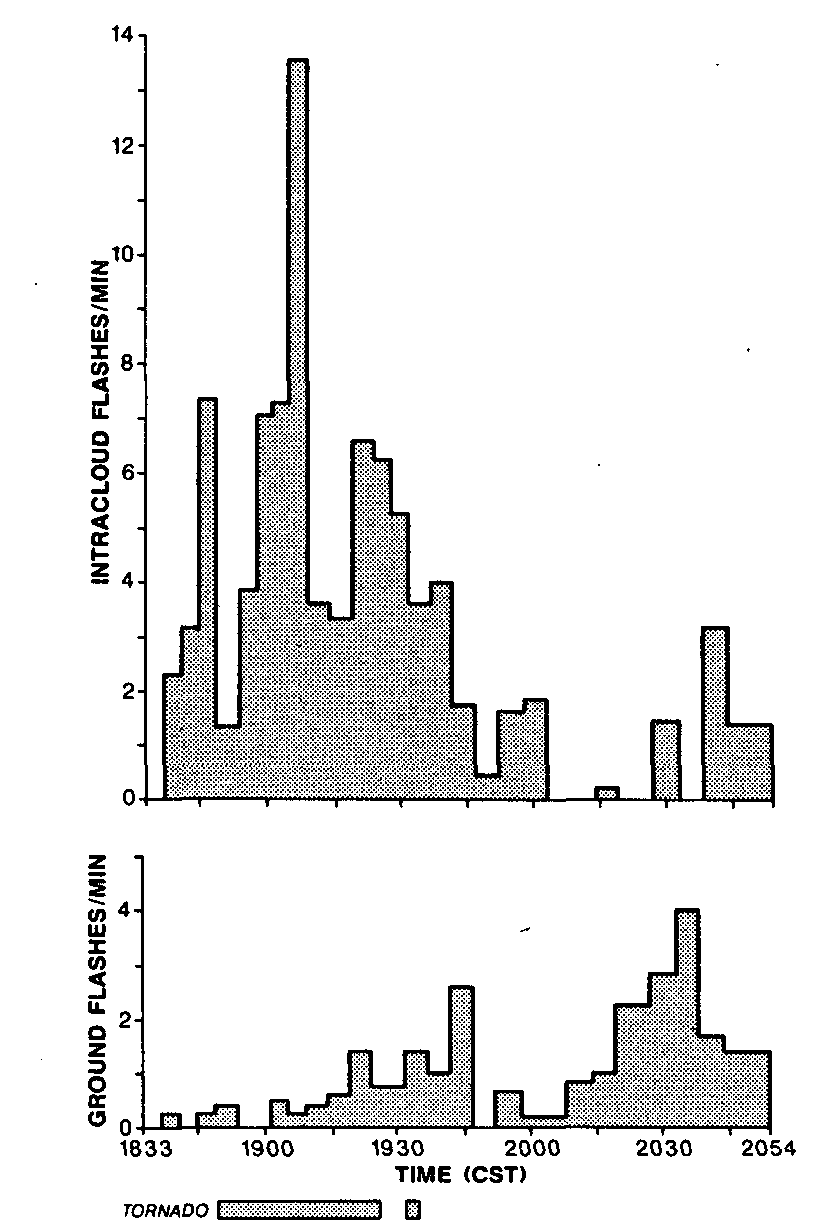 14
12
10
8
6
4
2
0
INTRACLOUD FLASHES/MIN
4
2
0
GROUND FLASHES/MIN
1833 1900 1930 2000 2030 2054
TIME (CST)
TORNADO